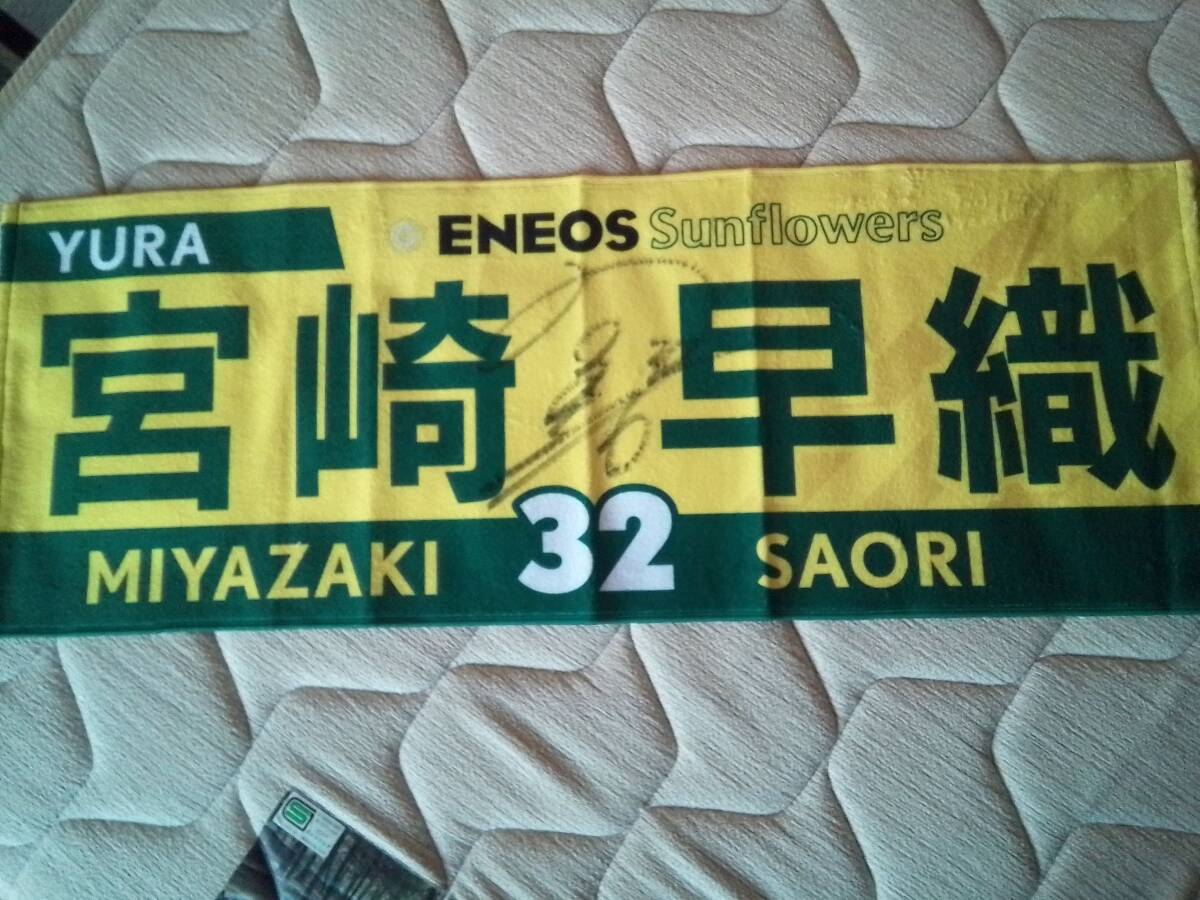 YURA
ENEOS Sunflowers
宮崎 早織
MIYAZAKI 32 SAORI
S